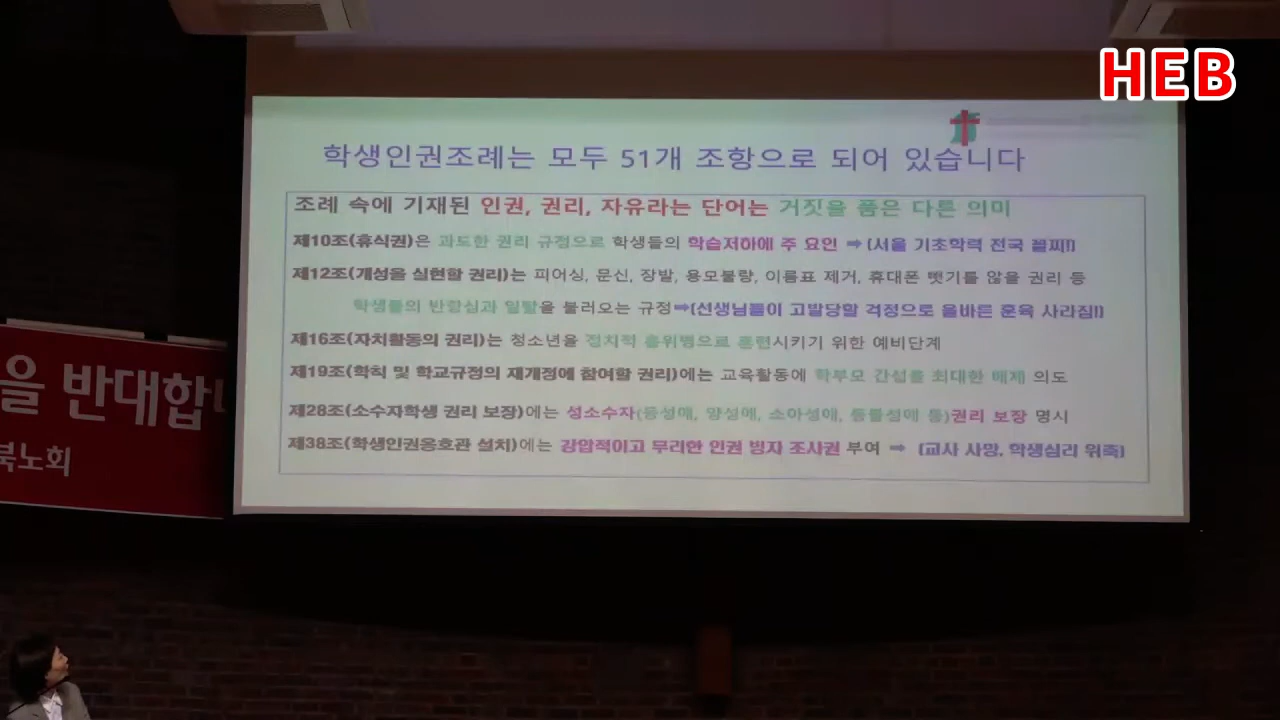 HEB
학생인권조례는 모두 51개 조항으로 되어 있습니다
조례 속에 기재된 인권, 권리, 자유라는 단어는 거짓을 품은 다른 의미
제10조(휴식권)은 과도한 권리 규정으로 학생들의 학습저하에 주 요인 ⇒ (서울 기초학력 전국 꼴찌!)
제12조(개성을 실현할 권리)는 피어싱, 문신, 장발, 용모불량, 이름표 제거, 휴대폰 뺏기를 않을 권리 등
학생들의 반항심과 일탈을 불러오는 규정⇒(선생님들이 고발당할 걱정으로 올바른 훈육 사라짐!)
제16조(자치활동의 권리)는 청소년을 정치적 홍위병으로 훈련시키기 위한 예비단계
제19조(학칙 및 학교규정의 재개정에 참여할 권리)에는 교육활동에 학부모 간섭을 최대한 배제 의도
제28조(소수자학생 권리 보장)에는 성소수자(동성애, 양성애, 소아성애, 동물성애 등)권리 보장 명시
제38조(학생인권옹호관 설치)에는 강압적이고 무리한 인권 빙자 조사권 부여 ⇒ (교사 사망, 학생심리 위축)
을 반대합니
북노회